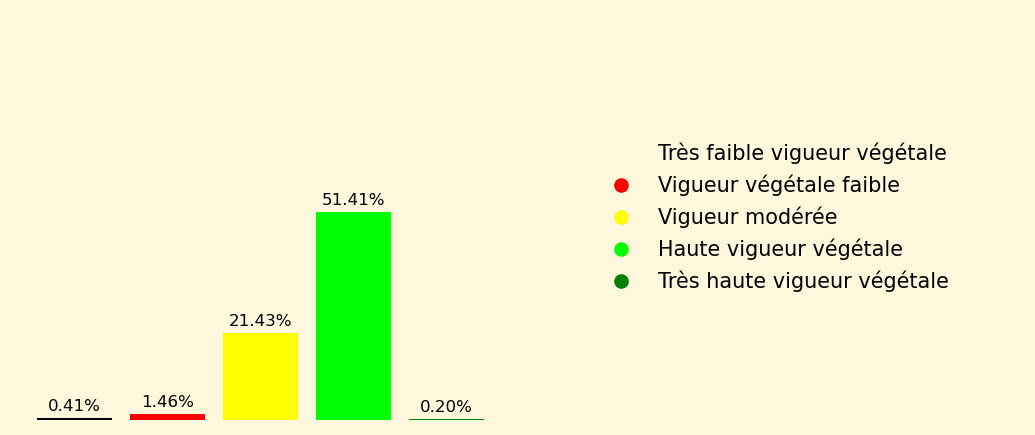 0.41%
1.46%
21.43%
51.41%
0.20%
Très faible vigueur végétale
Vigueur végétale faible
Vigueur modérée
Haute vigueur végétale
Très haute vigueur végétale